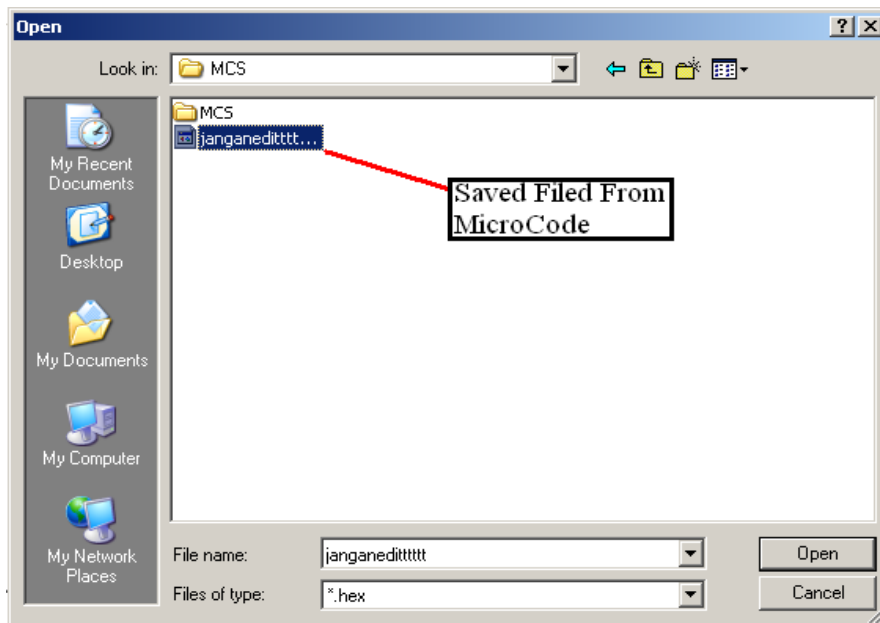 Open
Look in:
MCS
MCS
janganeditttt...
My Recent
Documents
Desktop
My Documents
My Computer
My Network
Places
Saved Filed From
MicroCode
File name:
janganedittttttt
Open
Files of type:
*.hex
Cancel